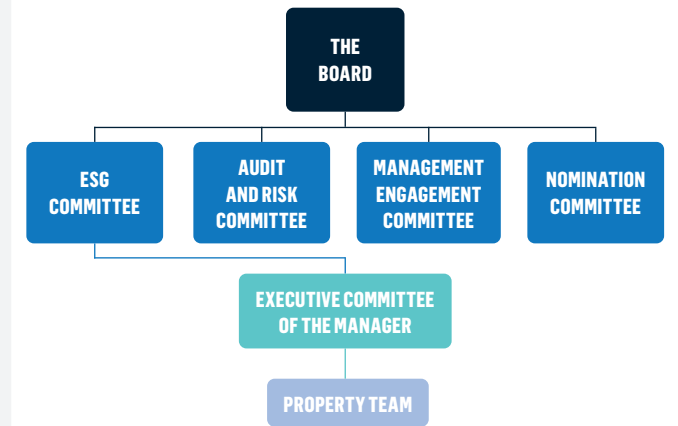 THE
BOARD
ESG
COMMITTEE
AUDIT
AND RISK
COMMITTEE
MANAGEMENT
ENGAGEMENT
COMMITTEE
NOMINATION
COMMITTEE
EXECUTIVE COMMITTEE
OF THE MANAGER
PROPERTY TEAM